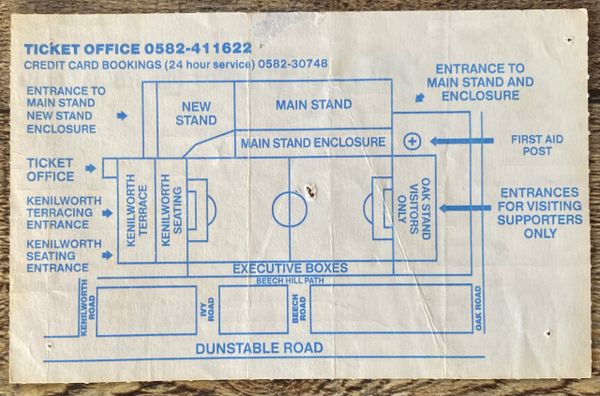 TICKET OFFICE 0582-411622
CREDIT CARD BOOKINGS (24 hour service) 0582-30748
ENTRANCE TO
MAIN STAND
NEW STAND
ENCLOSURE
NEW
STAND
MAIN STAND
ENTRANCE TO
MAIN STAND AND
ENCLOSURE
MAIN STAND ENCLOSURE
FIRST AID
POST
TICKET
OFFICE
KENILWORTH
TERRACING
ENTRANCE
KENILWORTH
SEATING
ENTRANCE
KENILWORTH
TERRACE
KENILWORTH
SEATING
OAK STAND
VISITORS
ONLY
ENTRANCES
FOR VISITING
SUPPORTERS
ONLY
EXECUTIVE BOXES
BEECH HILL PATH
KENILWORTH
ROAD
IVY
ROAD
BEECH
ROAD
OAK ROAD
DUNSTABLE ROAD